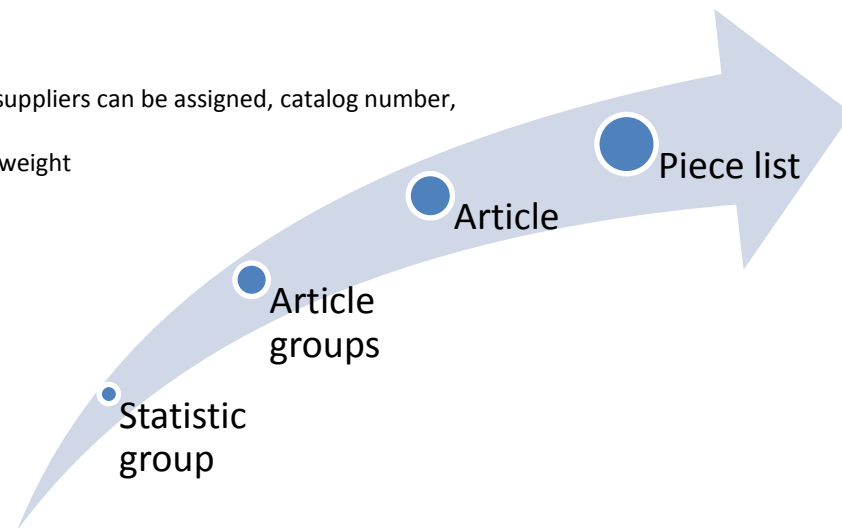 suppliers can be assigned, catalog number,
weight
Piece list
Article
Article
groups
Statistic
group